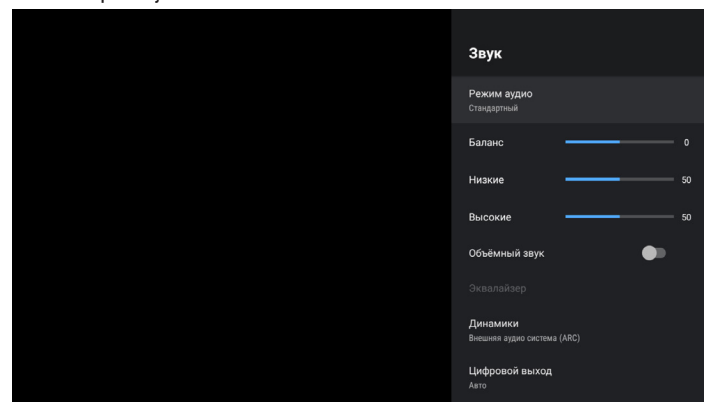 Звук
Режим аудио
Стандартный
Баланс 0
Низкие 50
Высокие 50
Объёмный звук
Эквалайзер
Динамики
Внешняя аудио система (ARC)
Цифровой выход
Авто